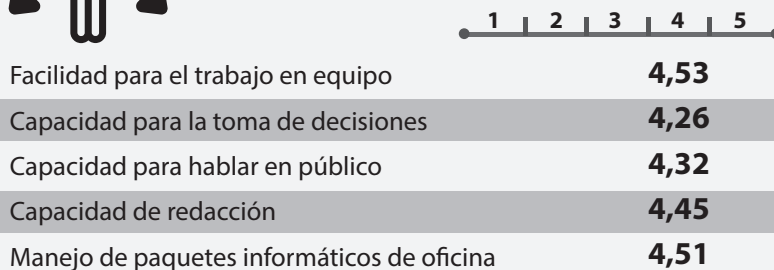 1 2 3 4 5
Facilidad para el trabajo en equipo 4,53
Capacidad para la toma de decisiones 4,26
Capacidad para hablar en público 4,32
Capacidad de redacción 4,45
Manejo de paquetes informáticos de oficina 4,51